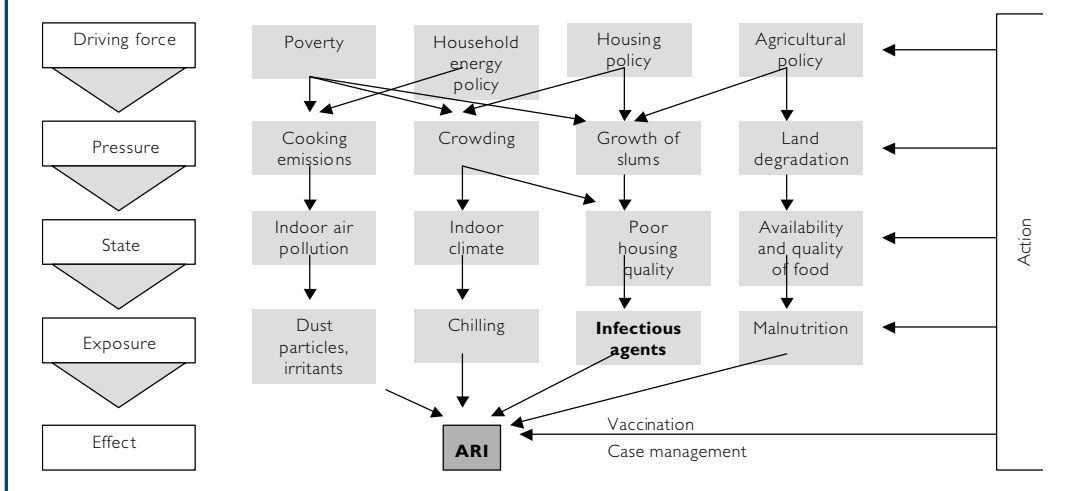 Driving force
Poverty
Household
energy
policy
Housing
policy
Agricultural
policy
Pressure
Cooking
emissions
Crowding
Growth of
slums
Land
degradation
State
Indoor air
pollution
Indoor
climate
Poor
housing
quality
Availability
and quality
of food
Action
Exposure
Dust
particles,
irritants
Chilling
Infectious
agents
Malnutrition
Effect
ARI
Vaccination
Case management